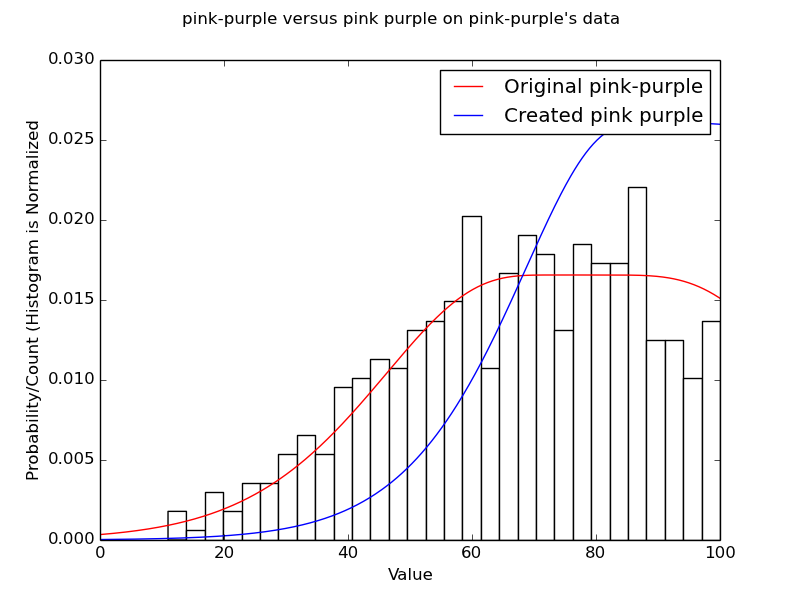 pink-purple versus pink purple on pink-purple's data
0.030
0.025
0.020
0.015
0.010
0.005
0.000
Probability/Count (Histogram is Normalized
Original pink-purple
Created pink purple
0 20 40 60 80 100
Value